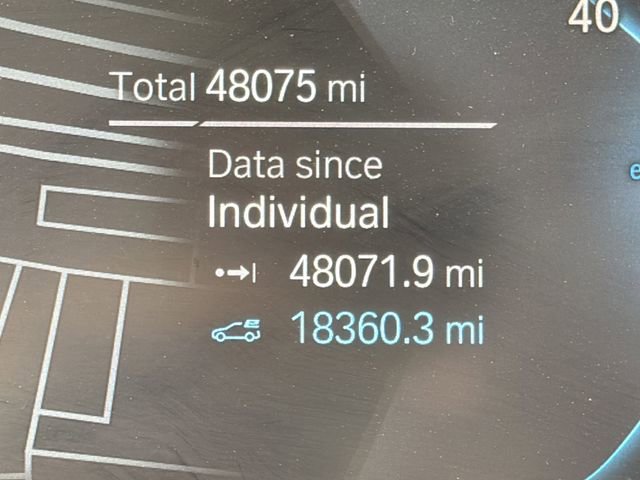 40
Total 48075 mi
Data since
Individual
48071.9 mi
18360.3 mi
e